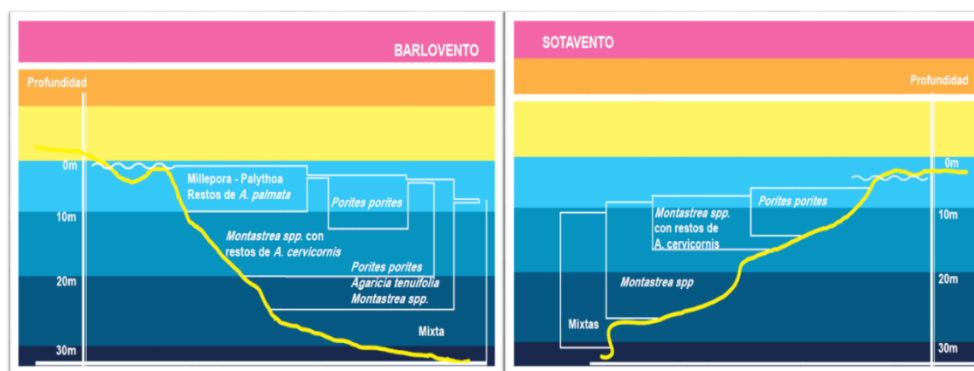 BARLOVENTO
Profundidad
0m
Millepora - Palythoa
Restos de A. palmata
Porites porites
10m
Montastrea spp. con
restos de A. cervicornis
Porites porites
Agaricia tenuifolia
Montastrea spp.
20m
Mixta
30m
SOTAVENTO
Profundidad
0m
Porites porites
Montastrea spp.
con restos de
A. cervicornis
10m
Montastrea spp
20m
Mixtas
30m